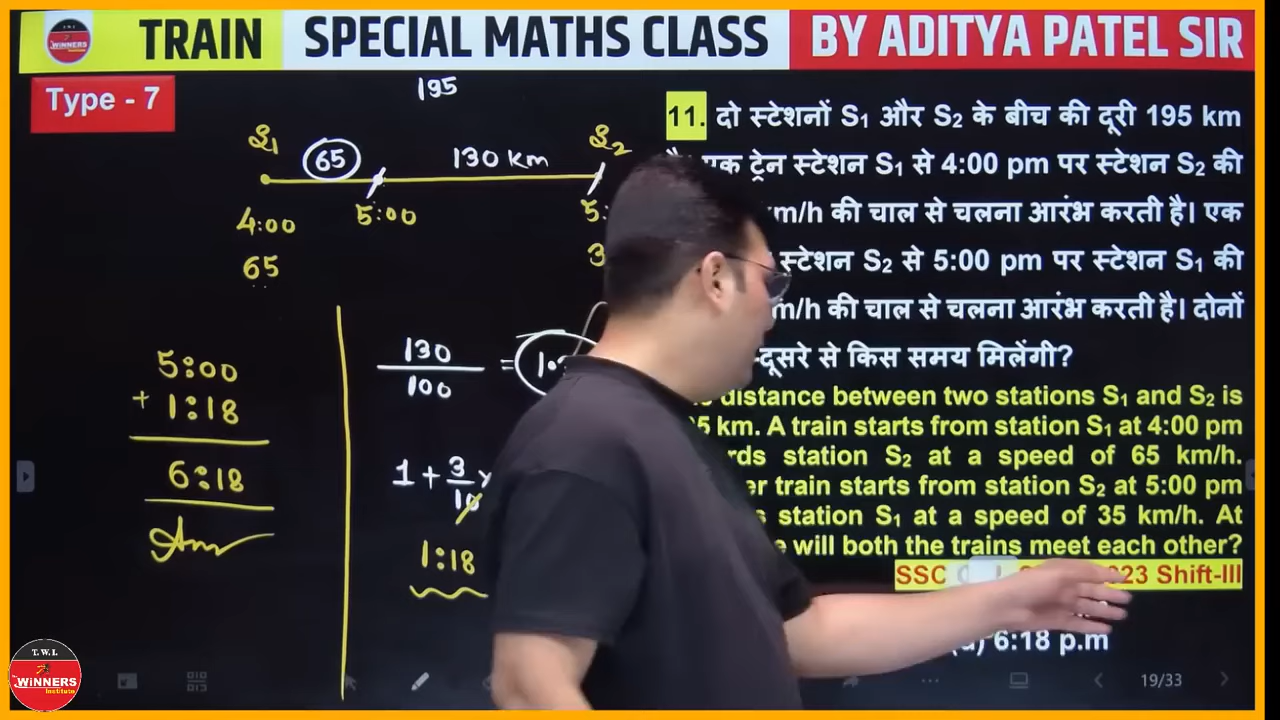 TRAIN SPECIAL MATHS CLASS BY ADITYA PATEL SIR
WINNERS
Type - 7
195
S1 65 130 km S2
4:00 5:00 5:
65 3
11. दो स्टेशनों S1 और S2 के बीच की दूरी 195 km
एक ट्रेन स्टेशन S1 से 4:00 pm पर स्टेशन S2 की
m/h की चाल से चलना आरंभ करती है। एक
स्टेशन S2 से 5:00 pm पर स्टेशन S1 की
m/h की चाल से चलना आरंभ करती है। दोनों
-दूसरे से किस समय मिलेंगी?
distance between two stations S1 and S2 is
km. A train starts from station S1 at 4:00 pm
station S2 at a speed of 65 km/h.
train starts from station S2 at 5:00 pm
station S1 at a speed of 35 km/h. At
will both the trains meet each other?
SSC 23 Shift-III
6:18 p.m
5:00
+ 1:18
6:18
Ans
130
100
=
1 + 3
10
1:18
T.W.I.
WINNERS
Institute
19/33